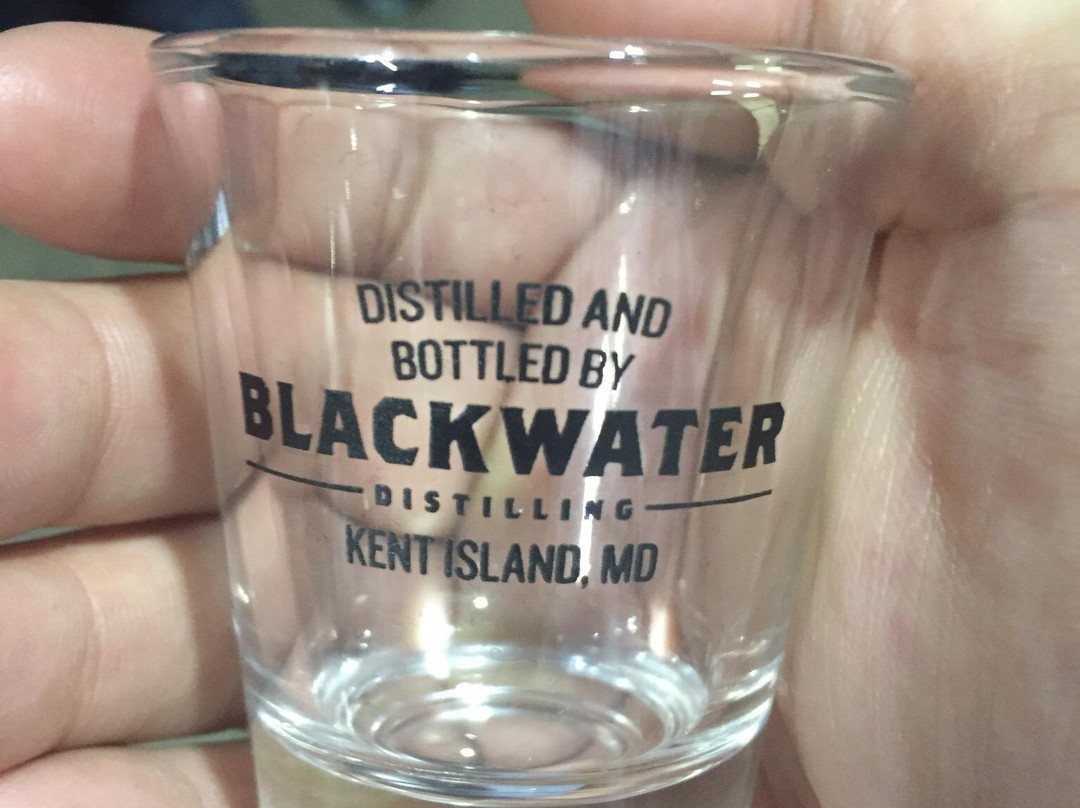 DISTILLED AND
BOTTLED BY
BLACKWATER
DISTILLING
KENT ISLAND, MD